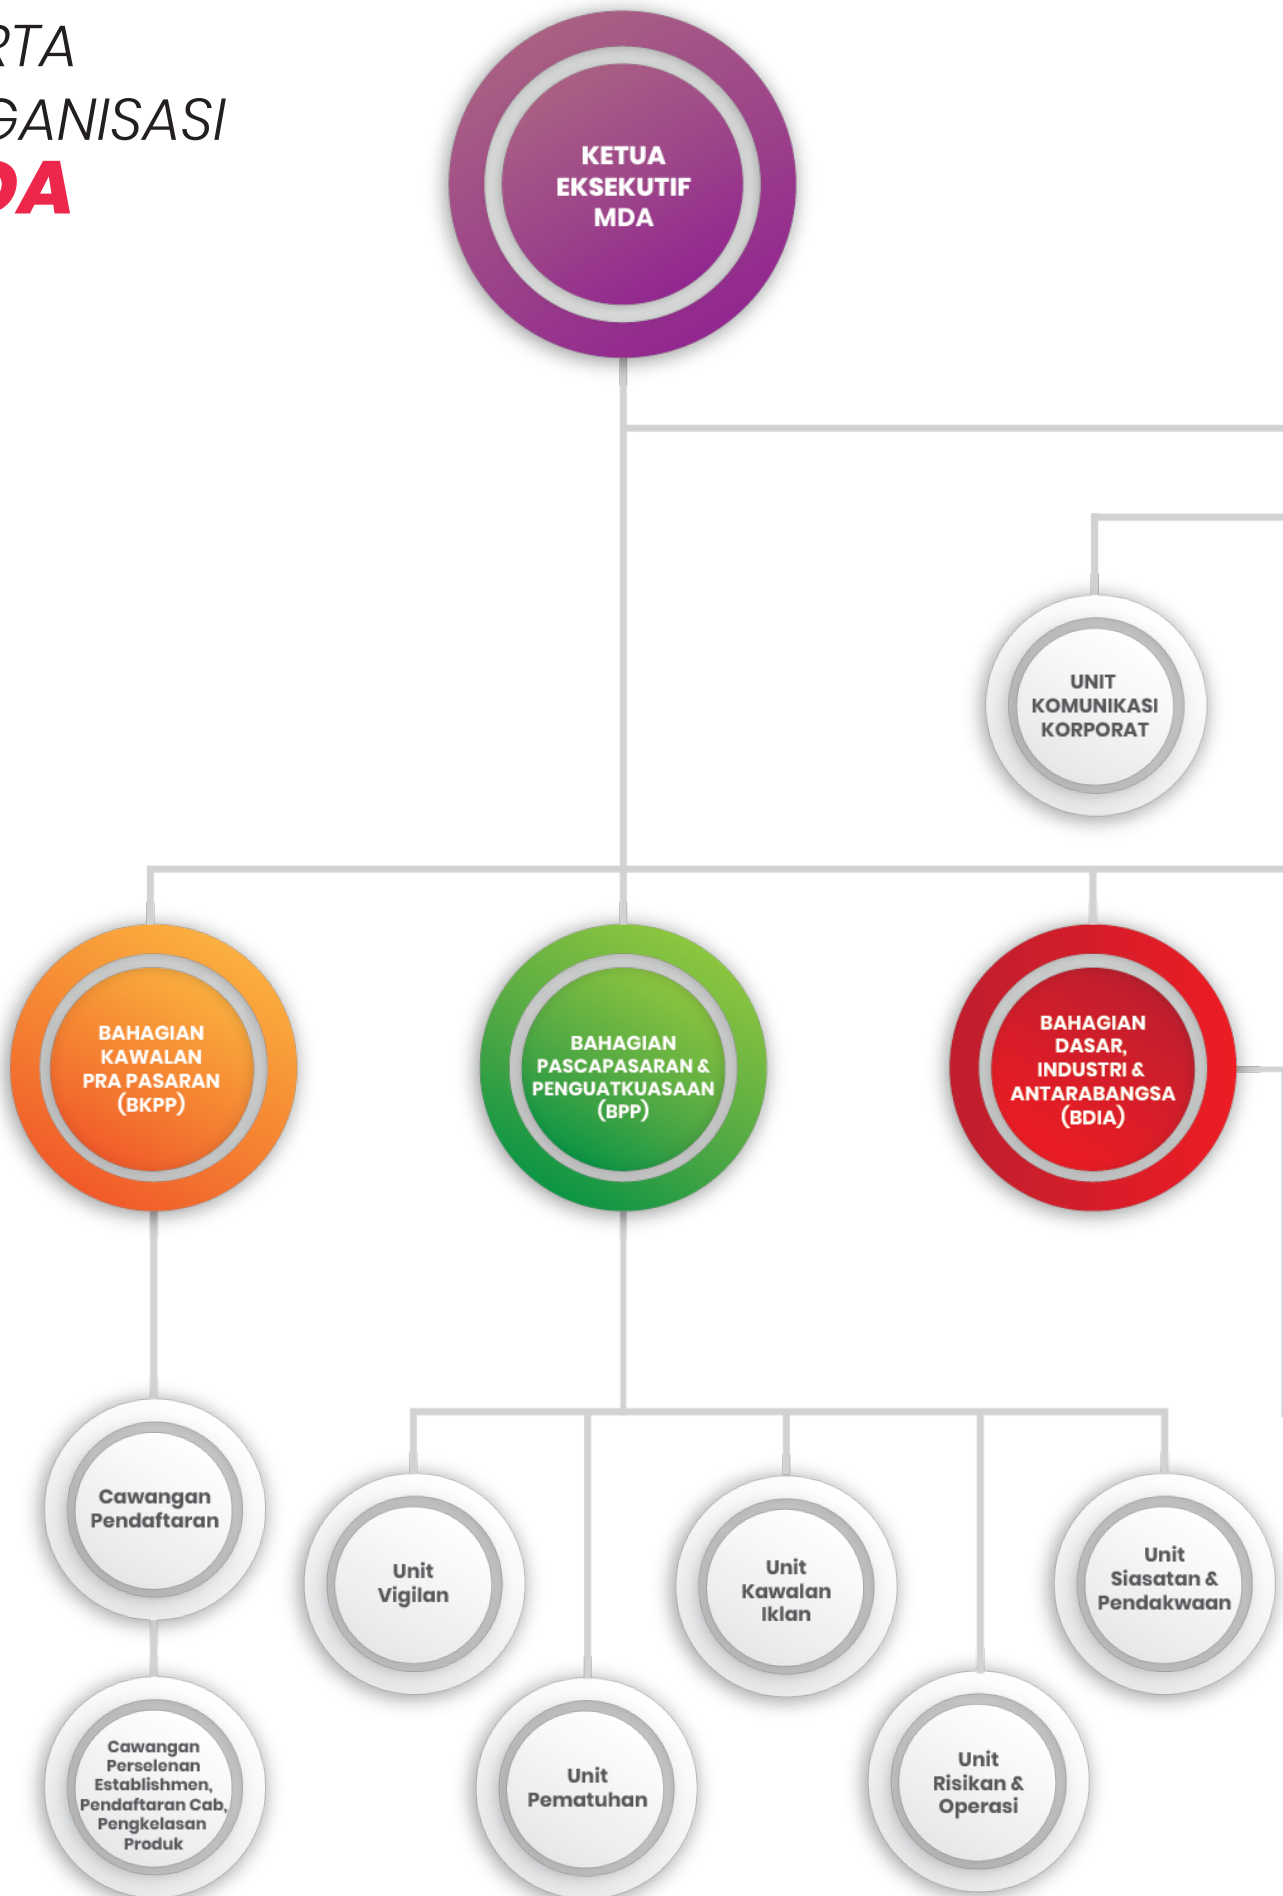 RTA
GANISASI
DA
KETUA
EKSEKUTIF
MDA
UNIT
KOMUNIKASI
KORPORAT
BAHAGIAN
KAWALAN
PRA PASARAN
(BKPP)
BAHAGIAN
PASCAPASARAN &
PENGUATKUASAAN
(BPP)
BAHAGIAN
DASAR,
INDUSTRI &
ANTARABANGSA
(BDIA)
Cawangan
Pendaftaran
Unit
Vigilan
Unit
Kawalan
Iklan
Unit
Siasatan &
Pendakwaan
Cawangan
Perselenan
Establishmen,
Pendaftaran Cab,
Pengkelasan
Produk
Unit
Pematuhan
Unit
Risikan &
Operasi